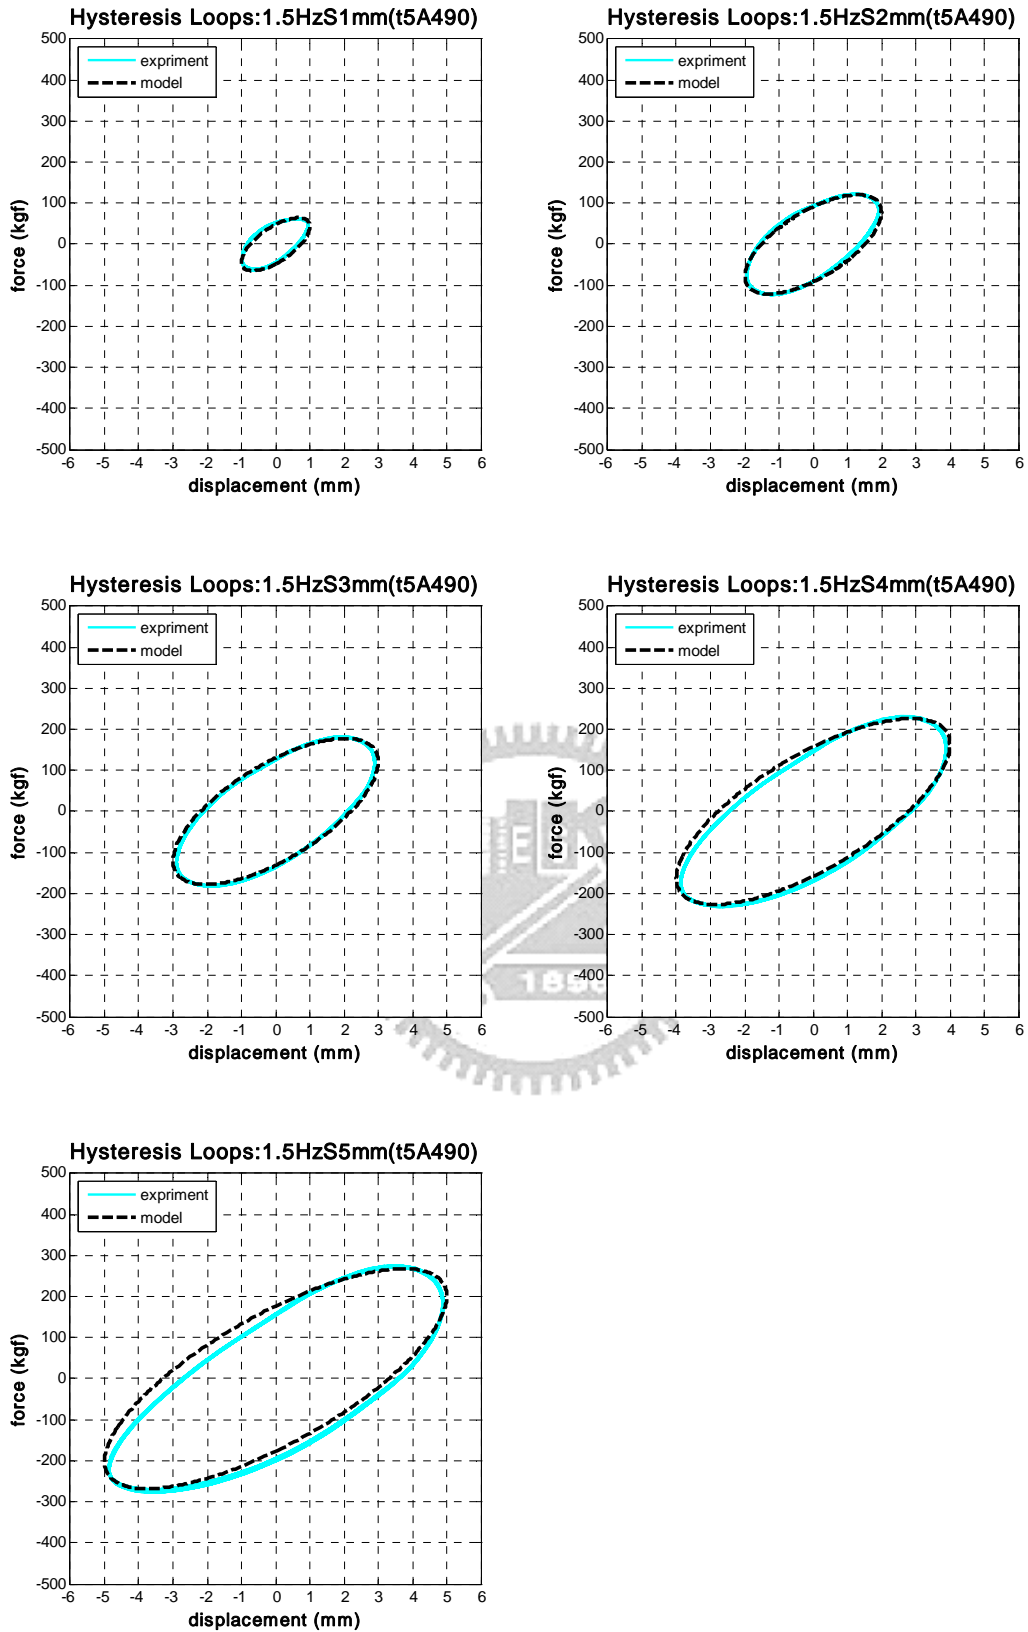 Hysteresis Loops:1.5HzS1mm(t5A490)
500
400
300
200
100
0
-100
-200
-300
-400
-500
force (kgf)
expriment
model
-6 -5 -4 -3 -2 -1 0 1 2 3 4 5 6
displacement (mm)
Hysteresis Loops:1.5HzS2mm(t5A490)
500
400
300
200
100
0
-100
-200
-300
-400
-500
force (kgf)
expriment
model
-6 -5 -4 -3 -2 -1 0 1 2 3 4 5 6
displacement (mm)
Hysteresis Loops:1.5HzS3mm(t5A490)
500
400
300
200
100
0
-100
-200
-300
-400
-500
force (kgf)
expriment
model
-6 -5 -4 -3 -2 -1 0 1 2 3 4 5 6
displacement (mm)
Hysteresis Loops:1.5HzS4mm(t5A490)
500
400
300
200
100
0
-100
-200
-300
-400
-500
force (kgf)
expriment
model
-6 -5 -4 -3 -2 -1 0 1 2 3 4 5 6
displacement (mm)
Hysteresis Loops:1.5HzS5mm(t5A490)
500
400
300
200
100
0
-100
-200
-300
-400
-500
force (kgf)
expriment
model
-6 -5 -4 -3 -2 -1 0 1 2 3 4 5 6
displacement (mm)